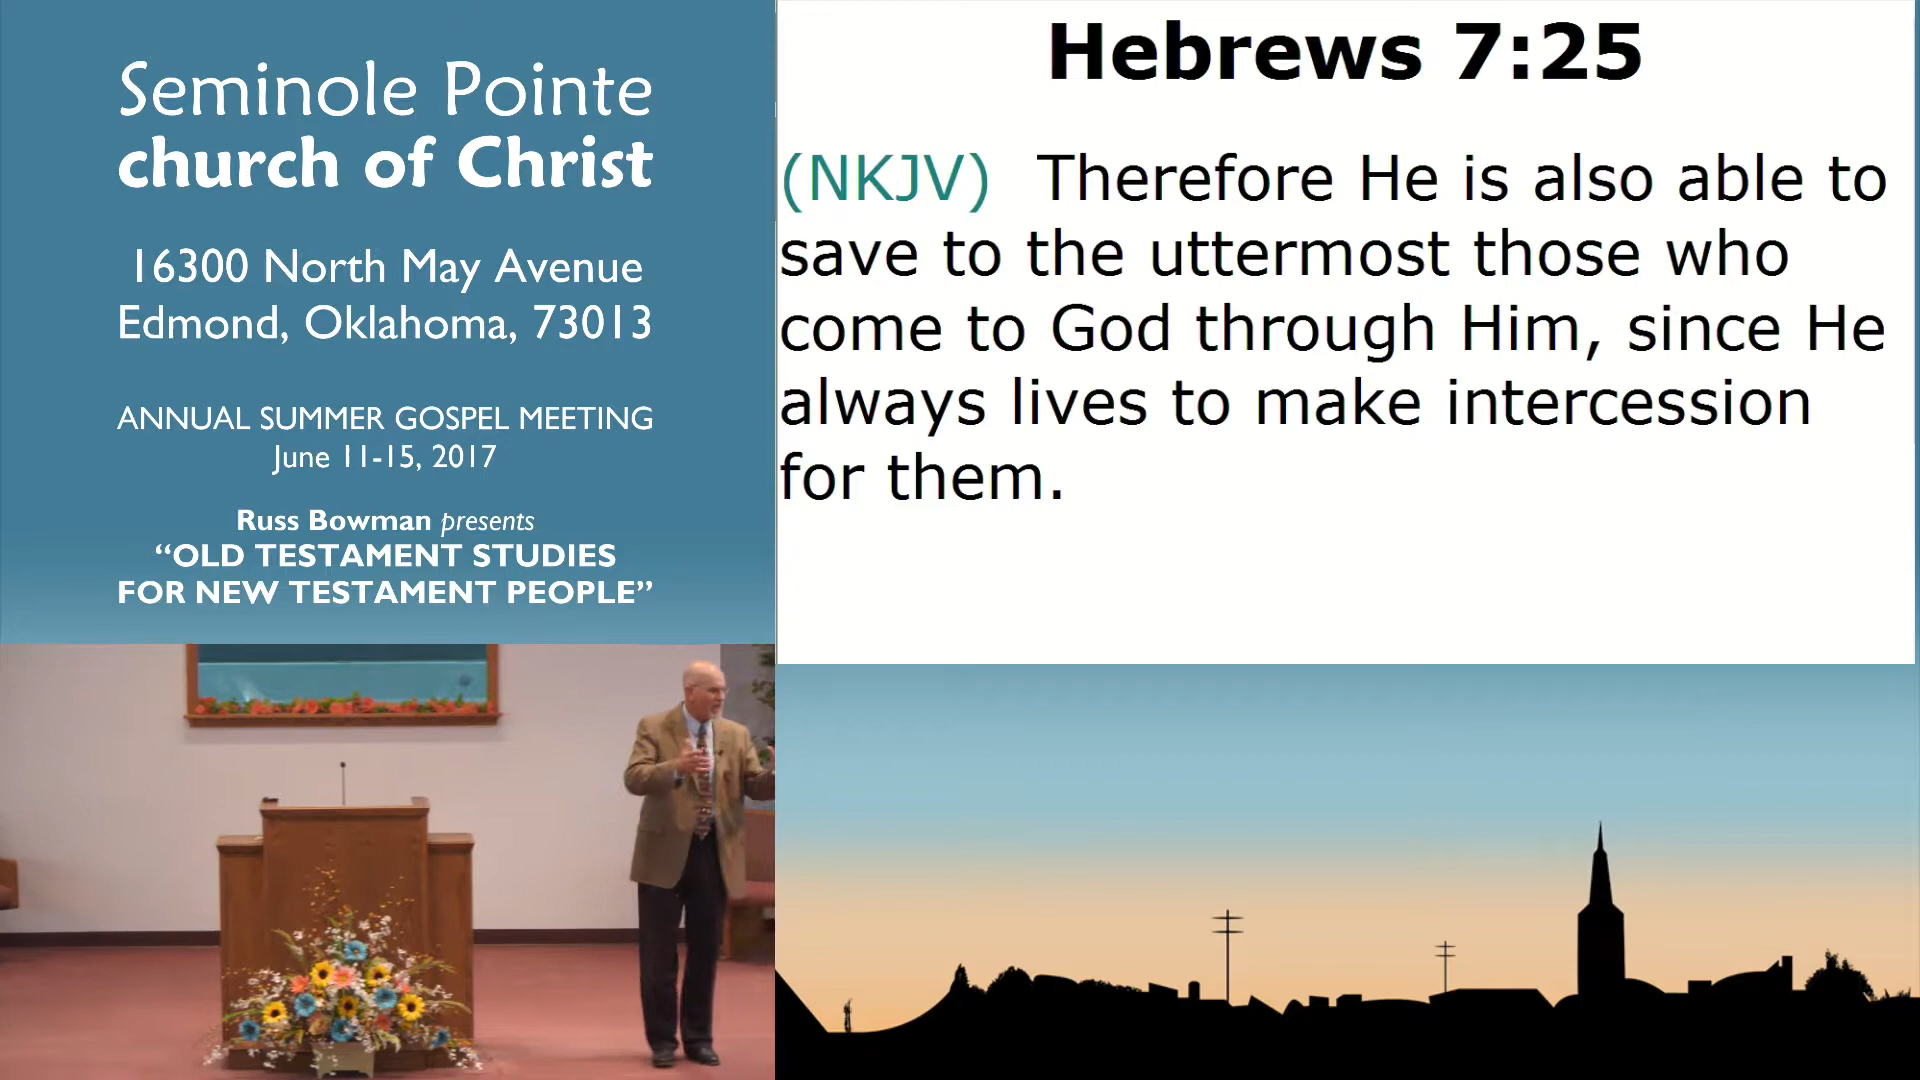 Seminole Pointe
church of Christ
16300 North May Avenue
Edmond, Oklahoma, 73013
ANNUAL SUMMER GOSPEL MEETING
June 11-15, 2017
Russ Bowman presents
“OLD TESTAMENT STUDIES
FOR NEW TESTAMENT PEOPLE”
Hebrews 7:25
(NKJV) Therefore He is also able to
save to the uttermost those who
come to God through Him, since He
always lives to make intercession
for them.